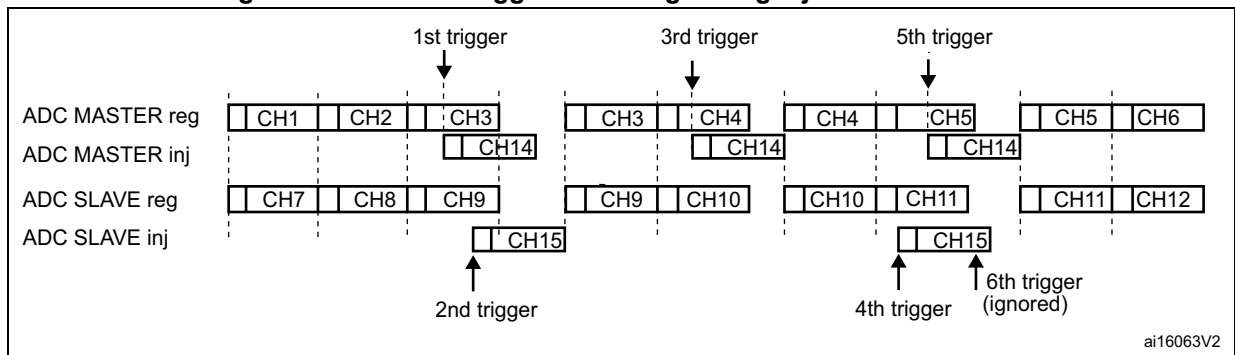 1st trigger 3rd trigger 5th trigger
ADC MASTER reg CH1 CH2 CH3 CH3 CH4 CH4 CH5 CH5 CH6
ADC MASTER inj CH14 CH14 CH14
ADC SLAVE reg CH7 CH8 CH9 CH9 CH10 CH10 CH11 CH11 CH12
ADC SLAVE inj CH15 CH15
2nd trigger 4th trigger 6th trigger
(ignored)
ai16063V2